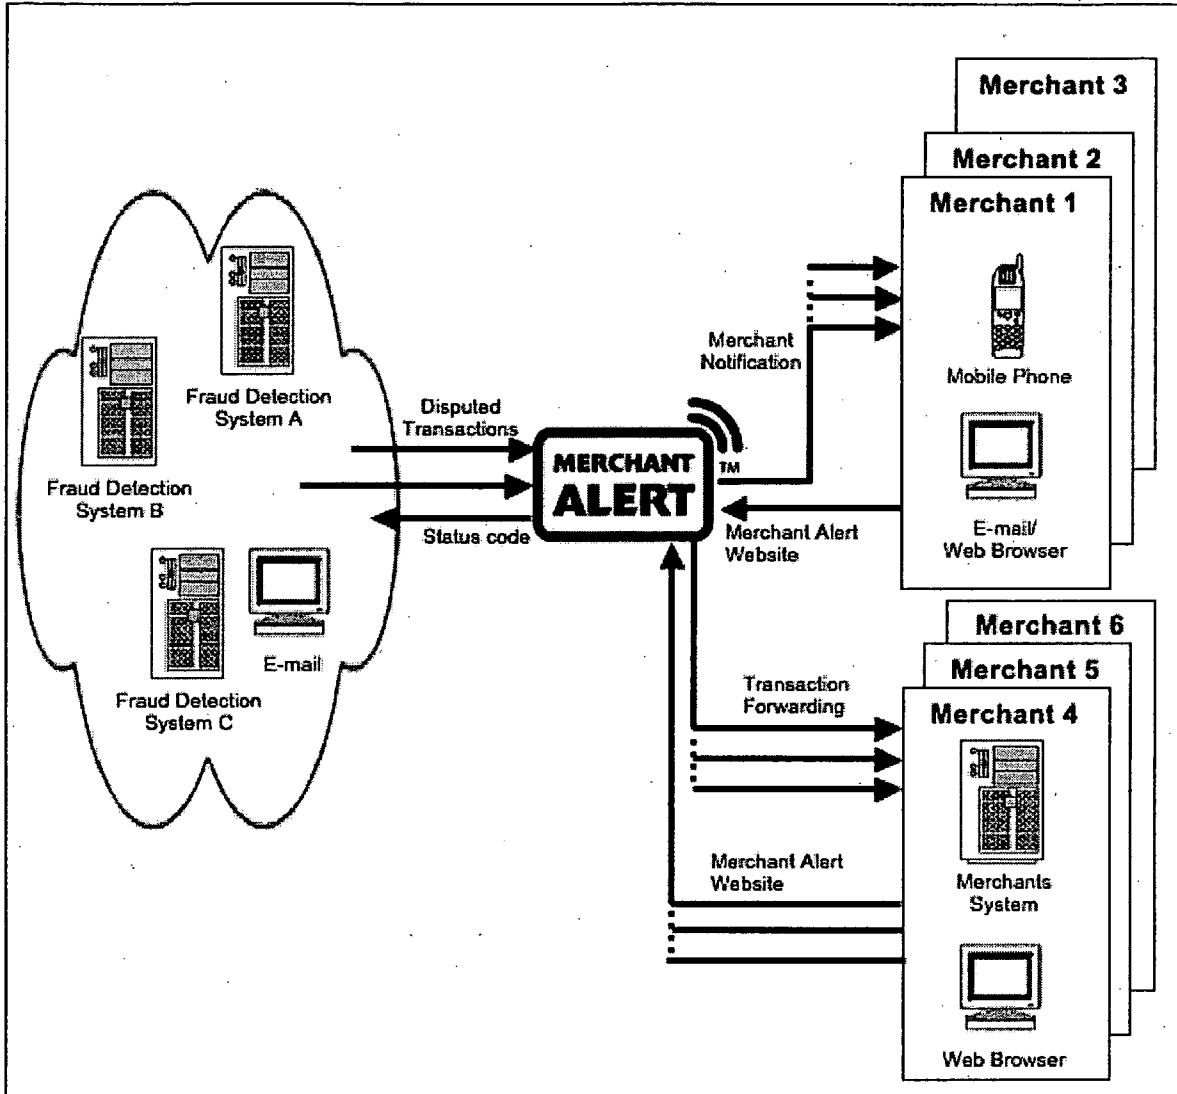 Merchant 3
Merchant 2
Merchant 1
Mobile Phone
E-mail/
Web Browser
Fraud Detection
System A
Fraud Detection
System B
Fraud Detection
System C
E-mail
Disputed
Transactions
Status code
MERCHANT
ALERT
TM
Merchant
Notification
Merchant Alert
Website
Merchant 6
Merchant 5
Merchant 4
Transaction
Forwarding
Merchants
System
Merchant Alert
Website
Web Browser